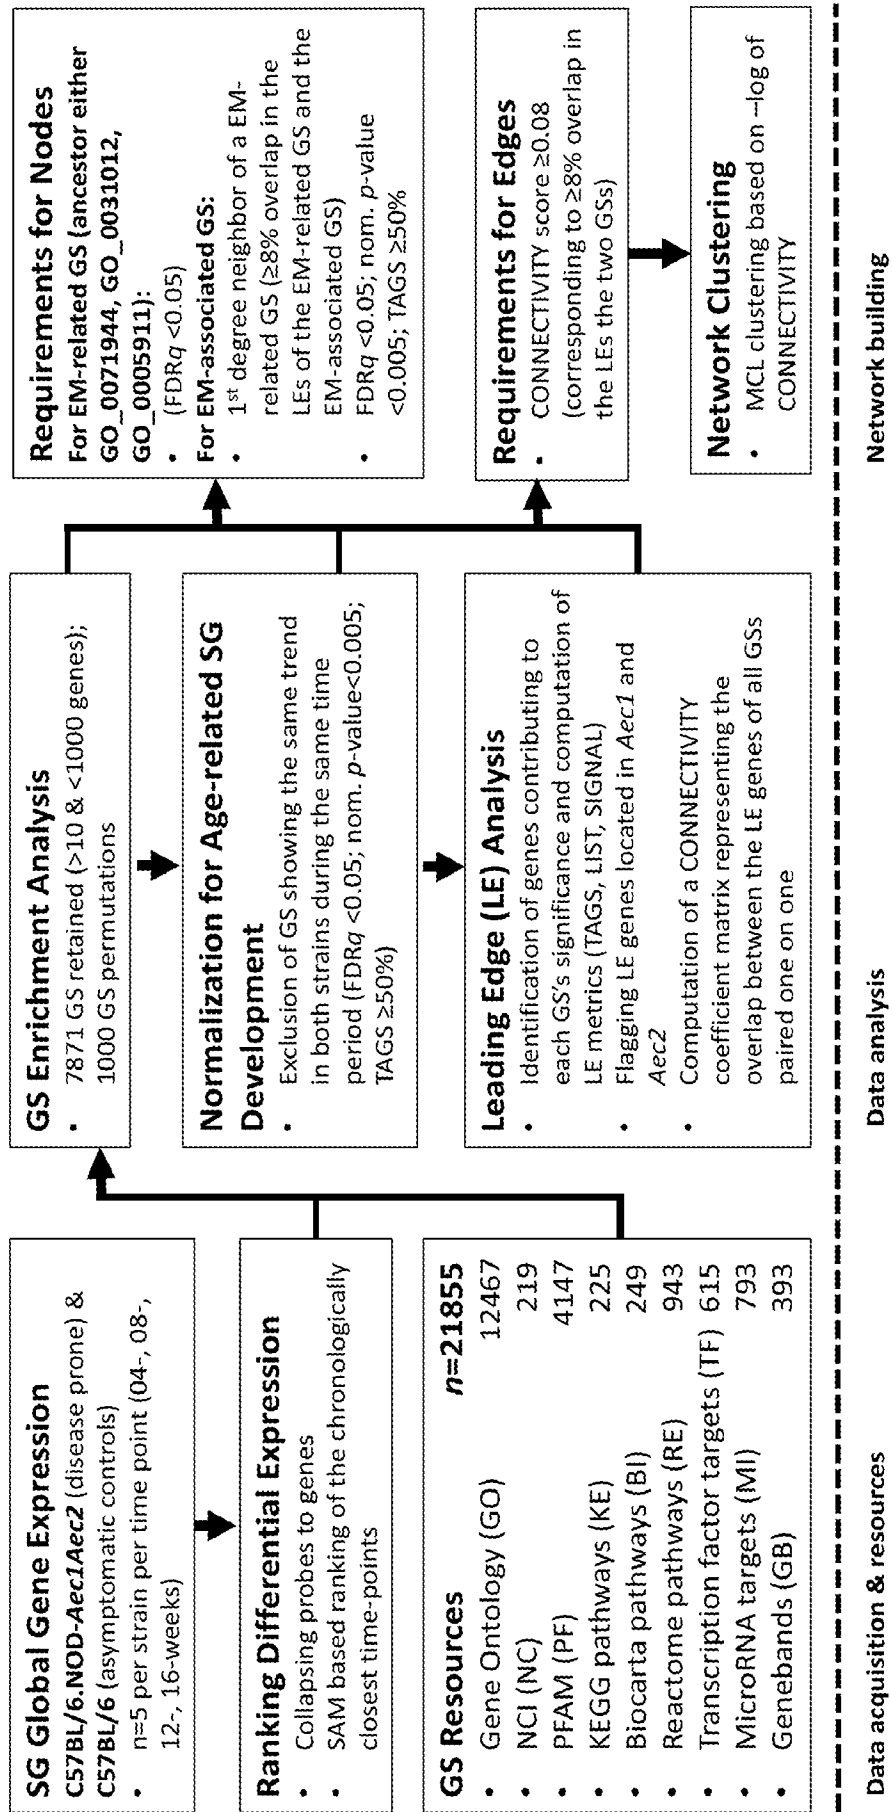 SG Global Gene Expression
C57BL/6.NOD-Aec1Aec2 (disease prone) &
C57BL/6 (asymptomatic controls)
• n=5 per strain per time point (04-, 08-,
12-, 16-weeks)
Ranking Differential Expression
• Collapsing probes to genes
• SAM based ranking of the chronologically
closest time-points
GS Resources n=21855
• Gene Ontology (GO) 12467
• NCI (NC) 219
• PFAM (PF) 4147
• KEGG pathways (KE) 225
• Biocarta pathways (BI) 249
• Reactome pathways (RE) 943
• Transcription factor targets (TF) 615
• MicroRNA targets (MI) 793
• Genebands (GB) 393
Data acquisition & resources
GS Enrichment Analysis
• 7871 GS retained (>10 & <1000 genes);
1000 GS permutations
Normalization for Age-related SG
Development
• Exclusion of GS showing the same trend
in both strains during the same time
period (FDRq <0.05; nom. p-value<0.005;
TAGS ≥50%)
Leading Edge (LE) Analysis
• Identification of genes contributing to
each GS's significance and computation of
LE metrics (TAGS, LIST, SIGNAL)
• Flagging LE genes located in Aec1 and
Aec2
• Computation of a CONNECTIVITY
coefficient matrix representing the
overlap between the LE genes of all GSs
paired one on one
Data analysis
Requirements for Nodes
For EM-related GS (ancestor either
GO_0071944, GO_0031012,
GO_0005911):
• (FDRq <0.05)
For EM-associated GS:
• 1st degree neighbor of a EM-
related GS (≥8% overlap in the
LEs of the EM-related GS and the
EM-associated GS)
• FDRq <0.05; nom. p-value
<0.005; TAGS ≥50%
Requirements for Edges
• CONNECTIVITY score ≥0.08
(corresponding to ≥8% overlap in
the LEs the two GSs)
Network Clustering
• MCL clustering based on –log of
CONNECTIVITY
Network building